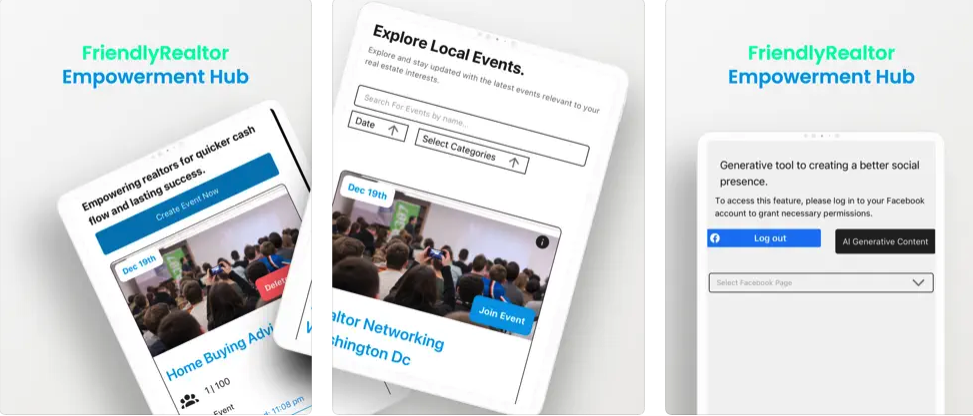 FriendlyRealtor
Empowerment Hub
Empowering realtors for quicker cash
flow and lasting success.
Create Event Now
Dec 19th
Home Buying
1 | 100
Event
11:08 pm
Explore Local Events.
Explore and stay updated with the latest events relevant to your
real estate interests.
Search For Events by name...
Date
Select Categories
Dec 19th
i
Join Event
altor Networking
shington Dc
FriendlyRealtor
Empowerment Hub
Generative tool to creating a better social
presence.
To access this feature, please log in to your Facebook
account to grant necessary permissions.
Log out
AI Generative Content
Select Facebook Page